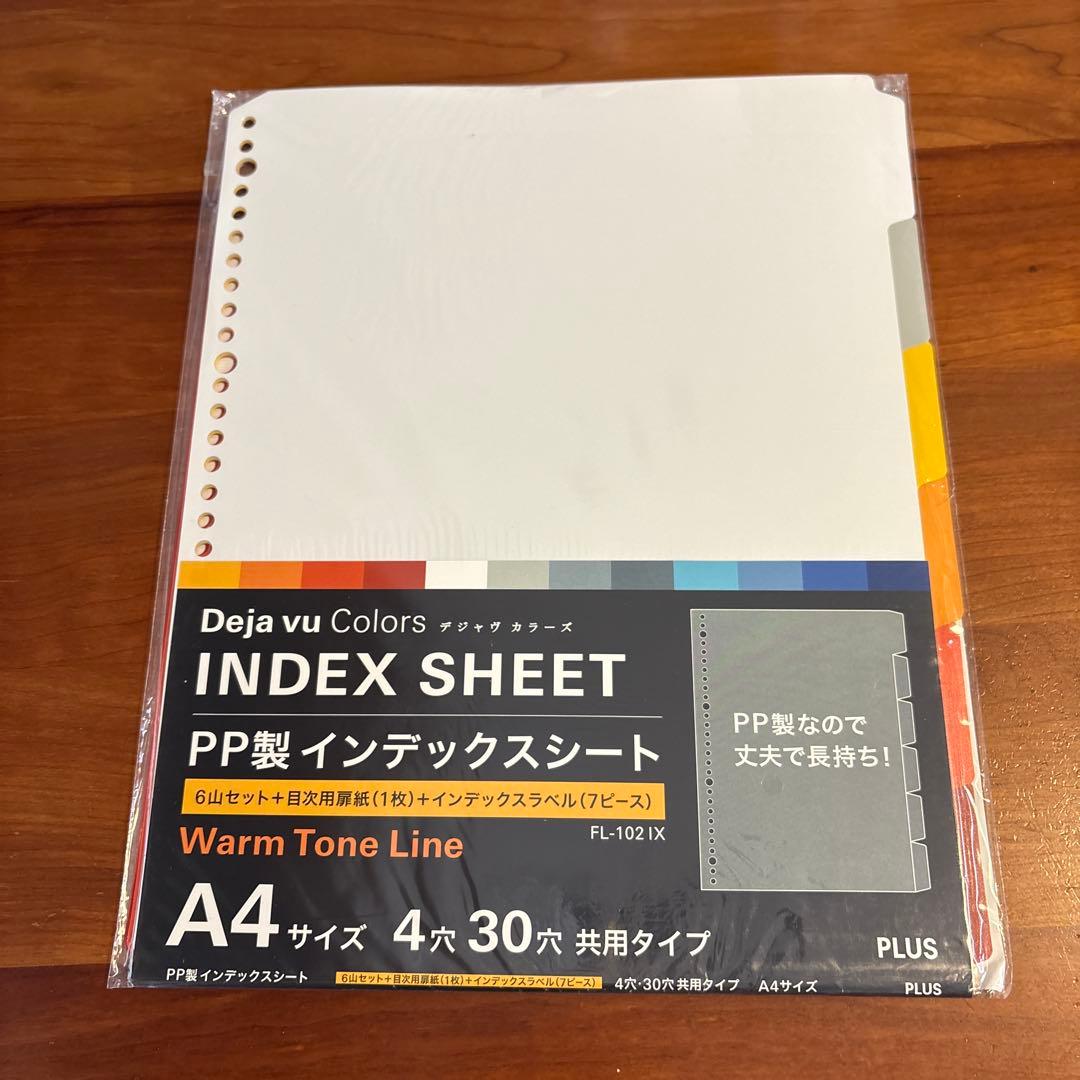 Deja vu Colors デジャヴ カラーズ
INDEX SHEET
PP製 インデックスシート
6山セット+目次用扉紙(1枚)+インデックスラベル(7ピース)
FL-102 IX
Warm Tone Line
PP製なので
丈夫で長持ち!
A4サイズ 4穴 30穴 共用タイプ
PLUS
PP製 インデックスシート 6山セット+目次用扉紙(1枚)+インデックスラベル(7ピース) 4穴・30穴 共用タイプ A4サイズ PLUS